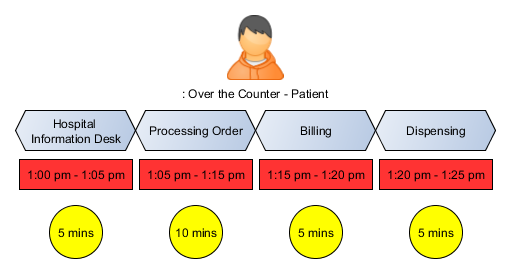 : Over the Counter - Patient
Hospital
Information Desk
Processing Order
Billing
Dispensing
1:00 pm - 1:05 pm
1:05 pm - 1:15 pm
1:15 pm - 1:20 pm
1:20 pm - 1:25 pm
5 mins
10 mins
5 mins
5 mins